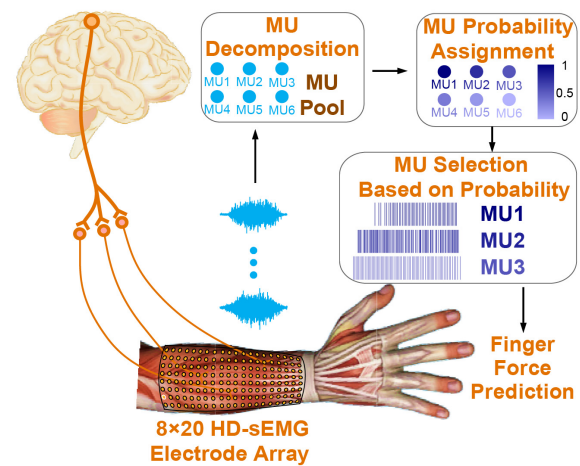 MU
Decomposition
MU1 MU2 MU3
MU
MU4 MU5 MU6
Pool
MU Probability
Assignment
MU1 MU2 MU3
MU4 MU5 MU6
1
0.5
0
MU Selection
Based on Probability
MU1
MU2
MU3
Finger
Force
Prediction
8×20 HD-sEMG
Electrode Array